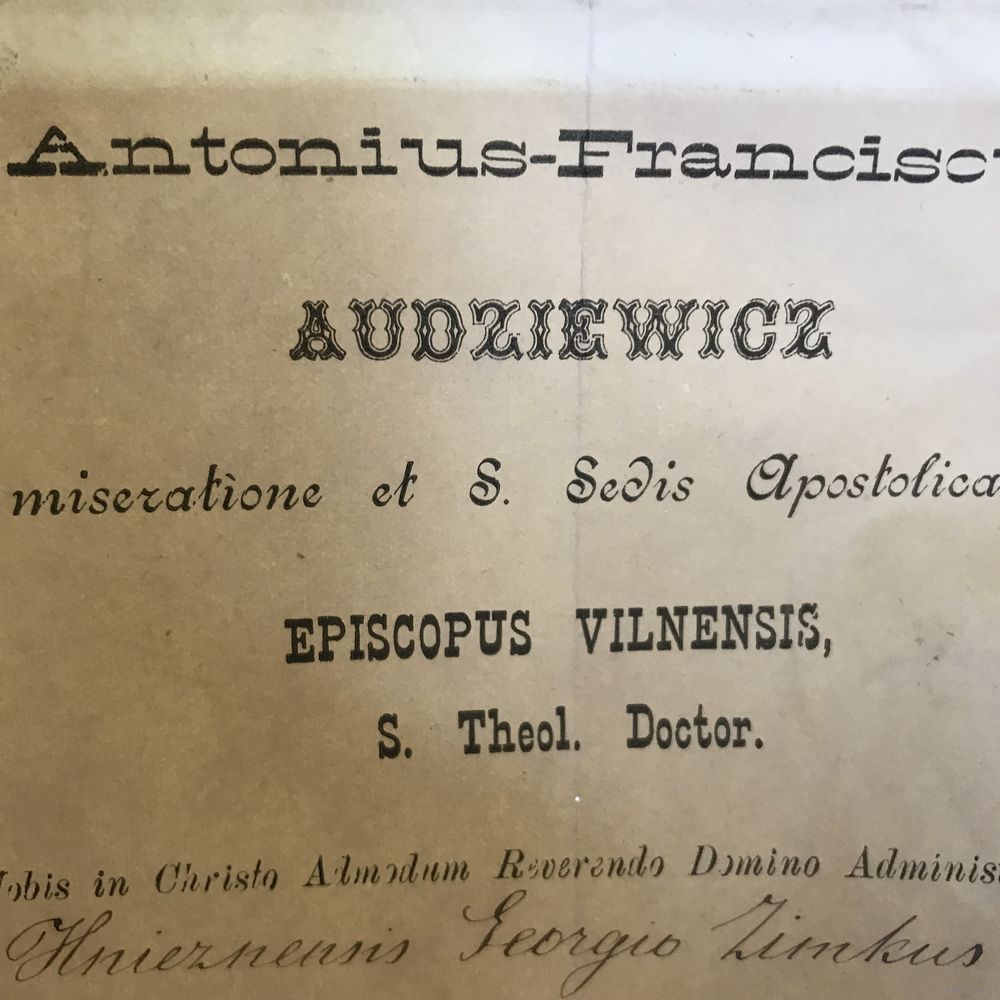 Antonius-Francisc
AUDZIEWICZ
miseratione et S. Sedis Apostolica
EPISCOPUS VILNENSIS,
S. Theol. Doctor.
Nobis in Christo Admodum Reverendo Domino Adminis
Hnieznensis Georgio Zimkus